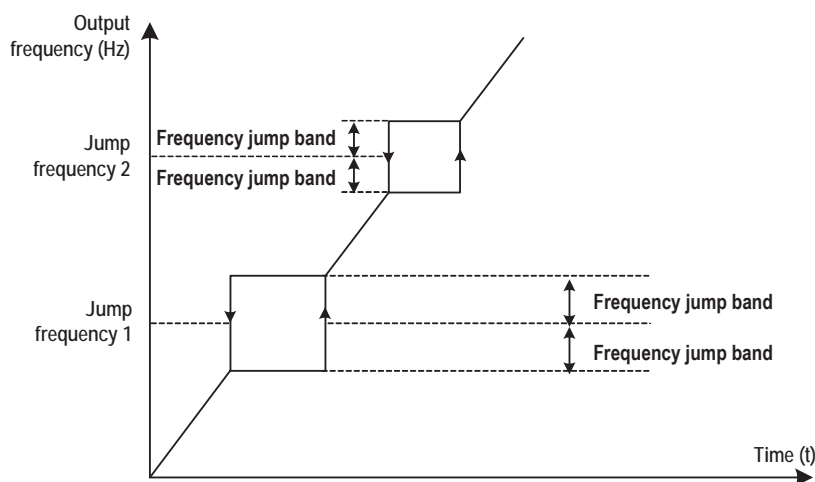 Output
frequency (Hz)
Jump
frequency 2
Frequency jump band
Frequency jump band
Jump
frequency 1
Frequency jump band
Frequency jump band
Time (t)